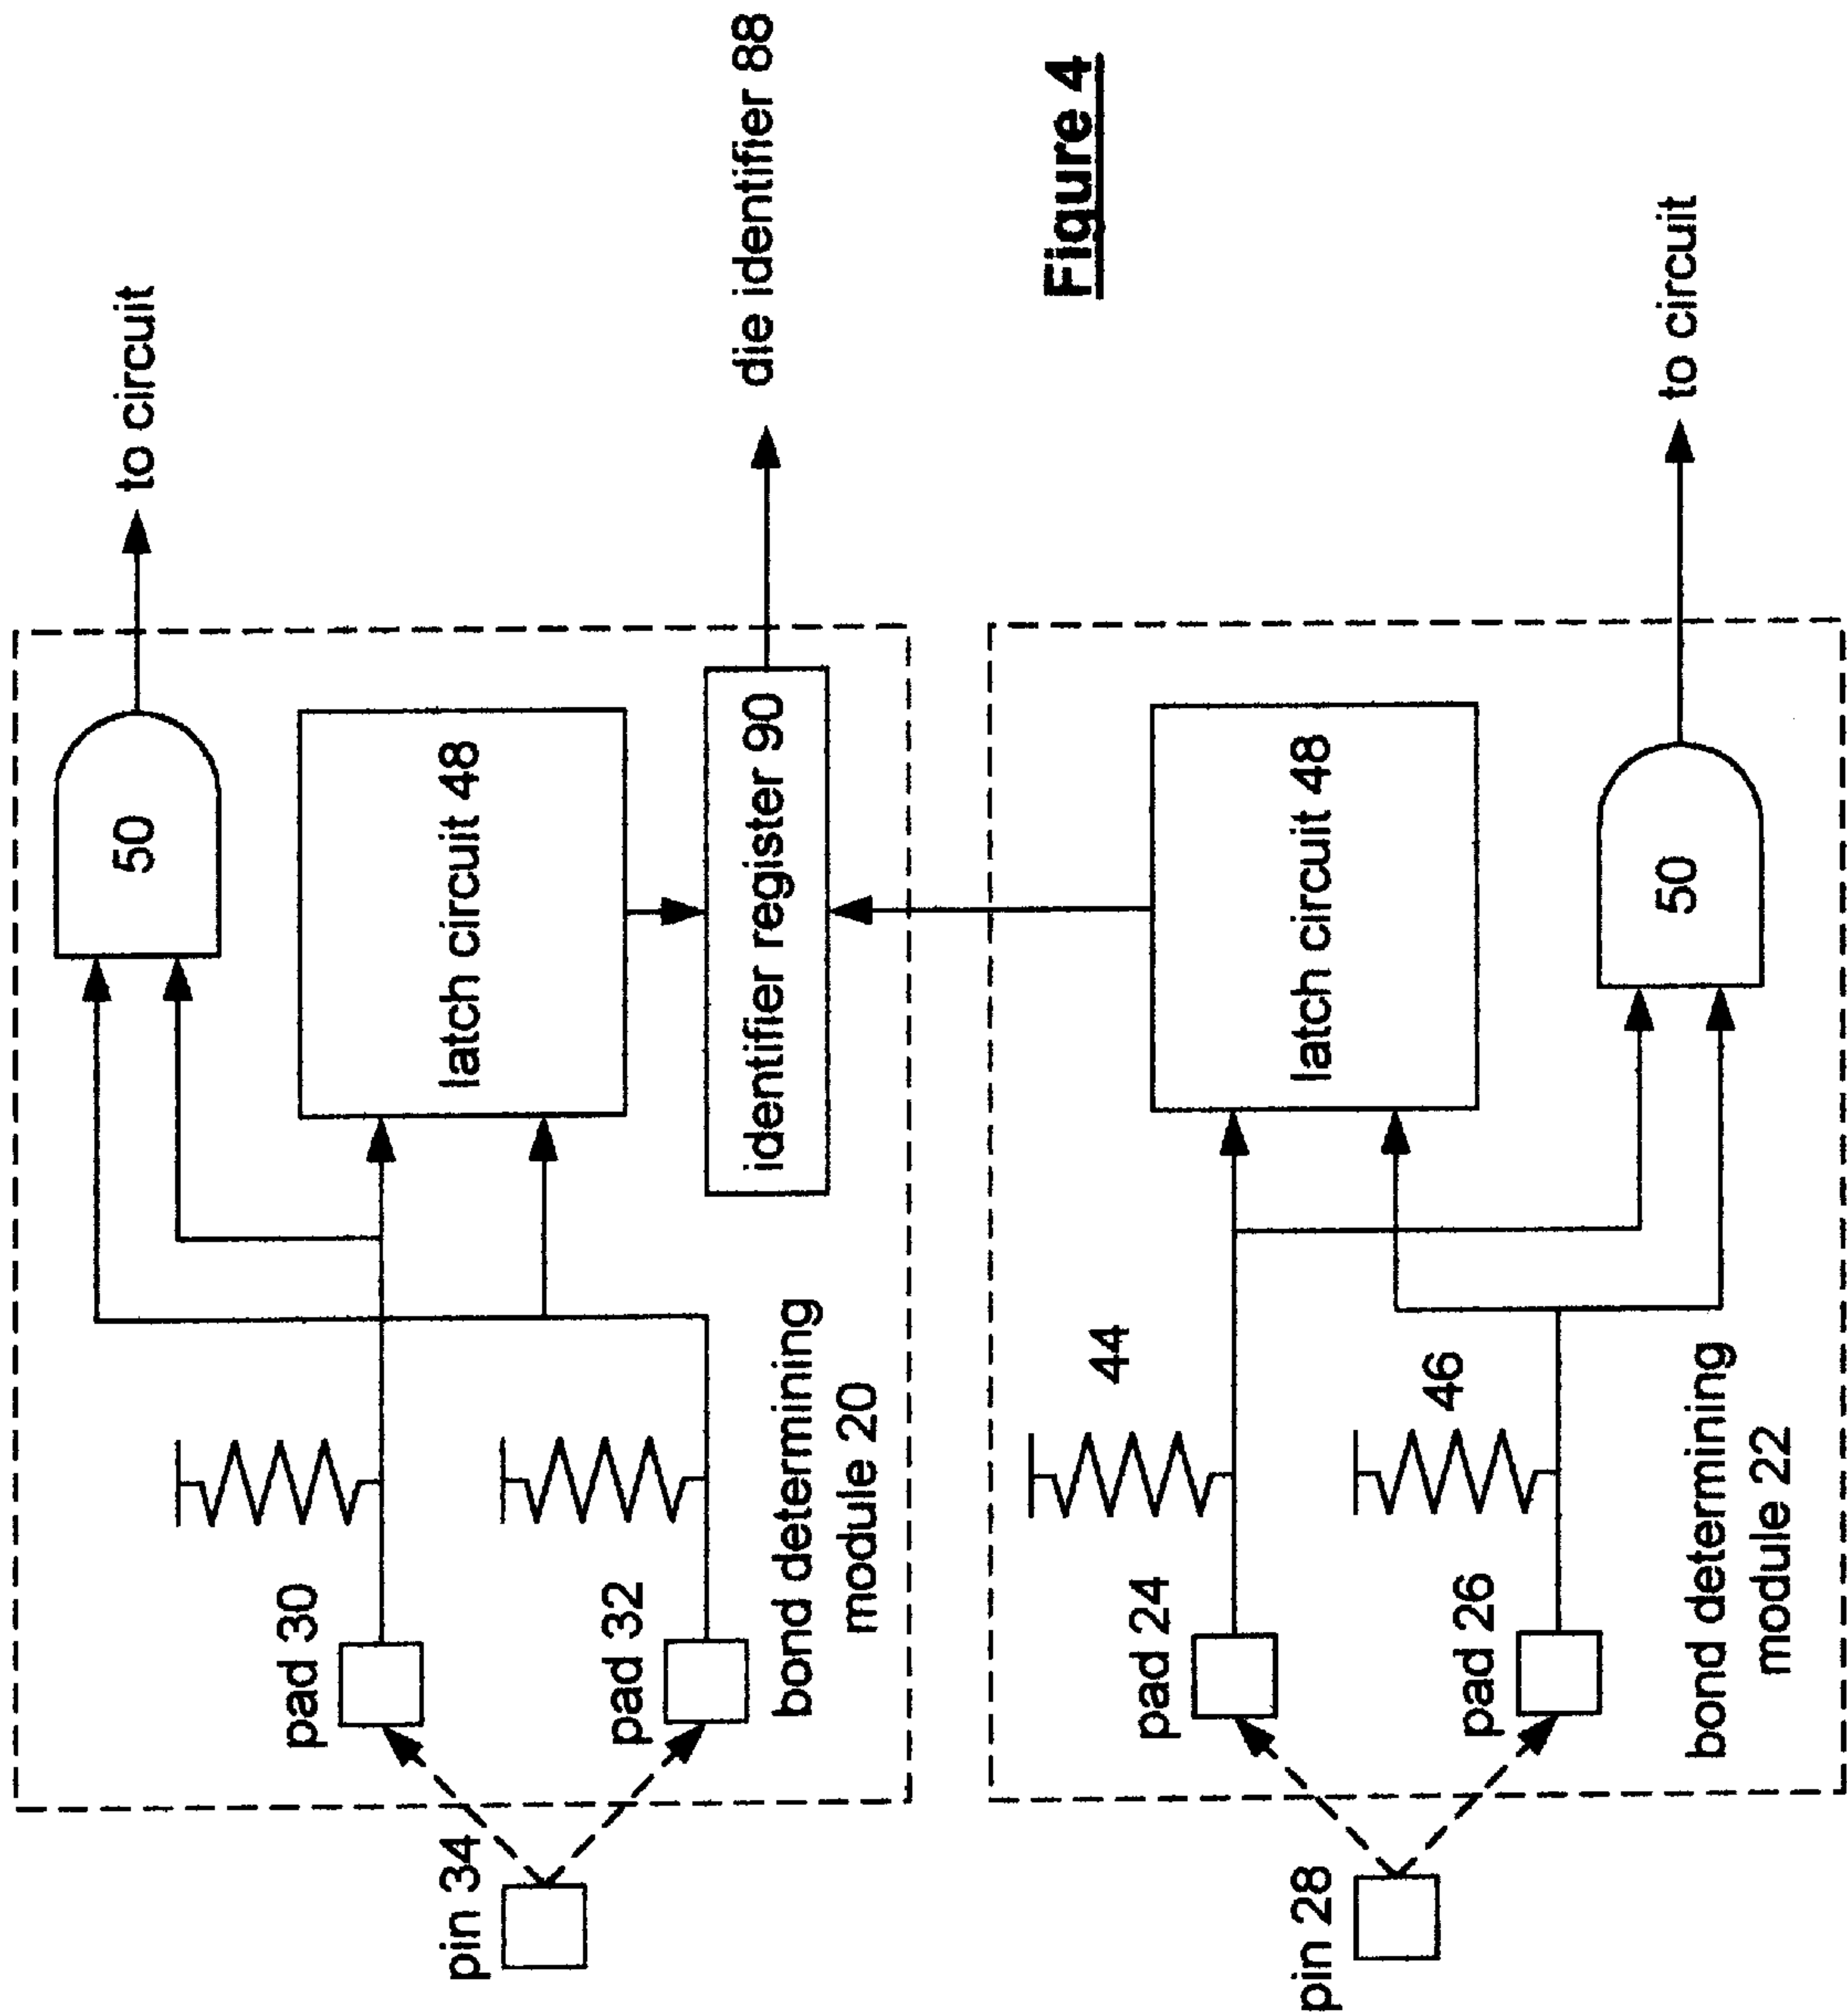 to circuit
50
latch circuit 48
identifier register 90
die identifier 88
pad 30
pad 32
pin 34
bond determining
module 20
Figure 4
44
latch circuit 48
pad 24
46
pad 26
pin 28
50
to circuit
bond determining
module 22